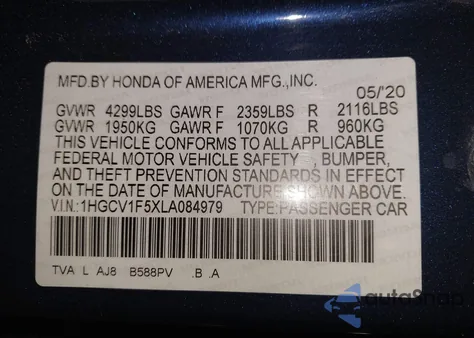 MFD.BY HONDA OF AMERICA MFG.,INC.
05/'20
GVWR 4299LBS GAWR F 2359LBS R 2116LBS
GVWR 1950KG GAWR F 1070KG R 960KG
THIS VEHICLE CONFORMS TO ALL APPLICABLE
FEDERAL MOTOR VEHICLE SAFETY , BUMPER,
AND THEFT PREVENTION STANDARDS IN EFFECT
ON THE DATE OF MANUFACTURE SHOWN ABOVE.
V.I.N.:1HGCV1F5XLA084979 TYPE:PASSENGER CAR
TVA L AJ8 B588PV .B .A
autosnap